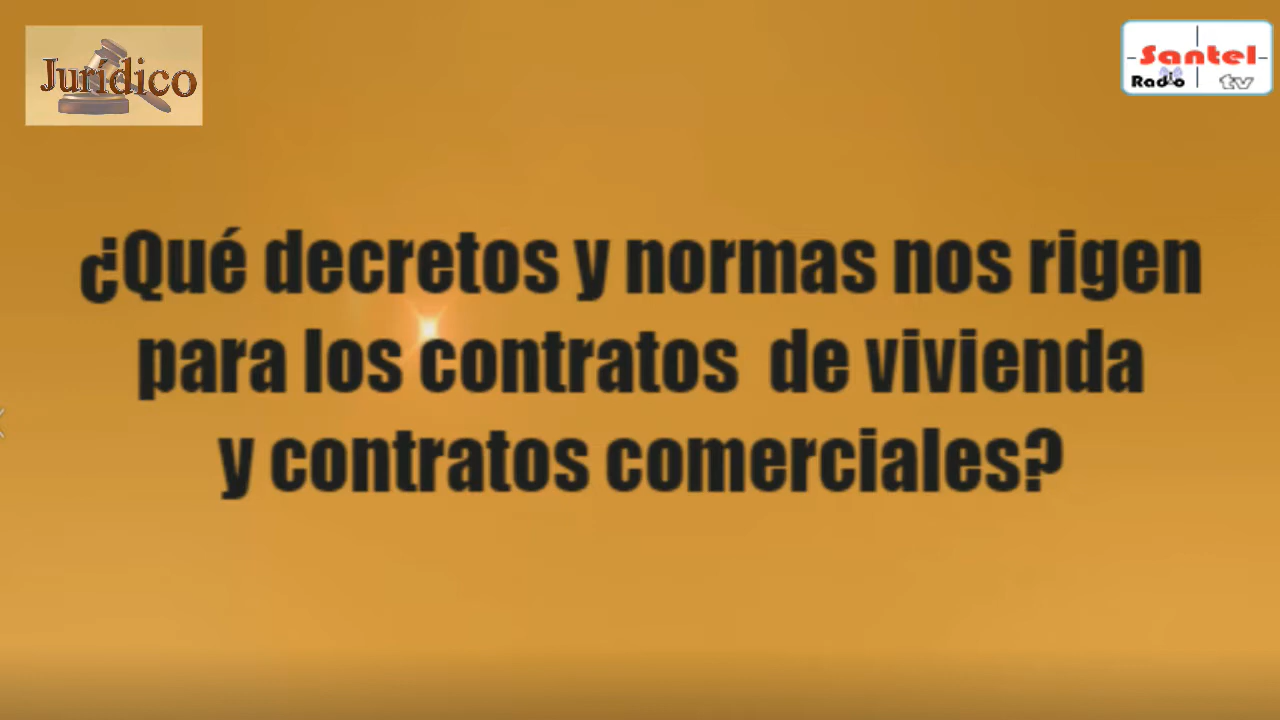 Jurídico
Santel
Radio tv
¿Qué decretos y normas nos rigen
para los contratos de vivienda
y contratos comerciales?